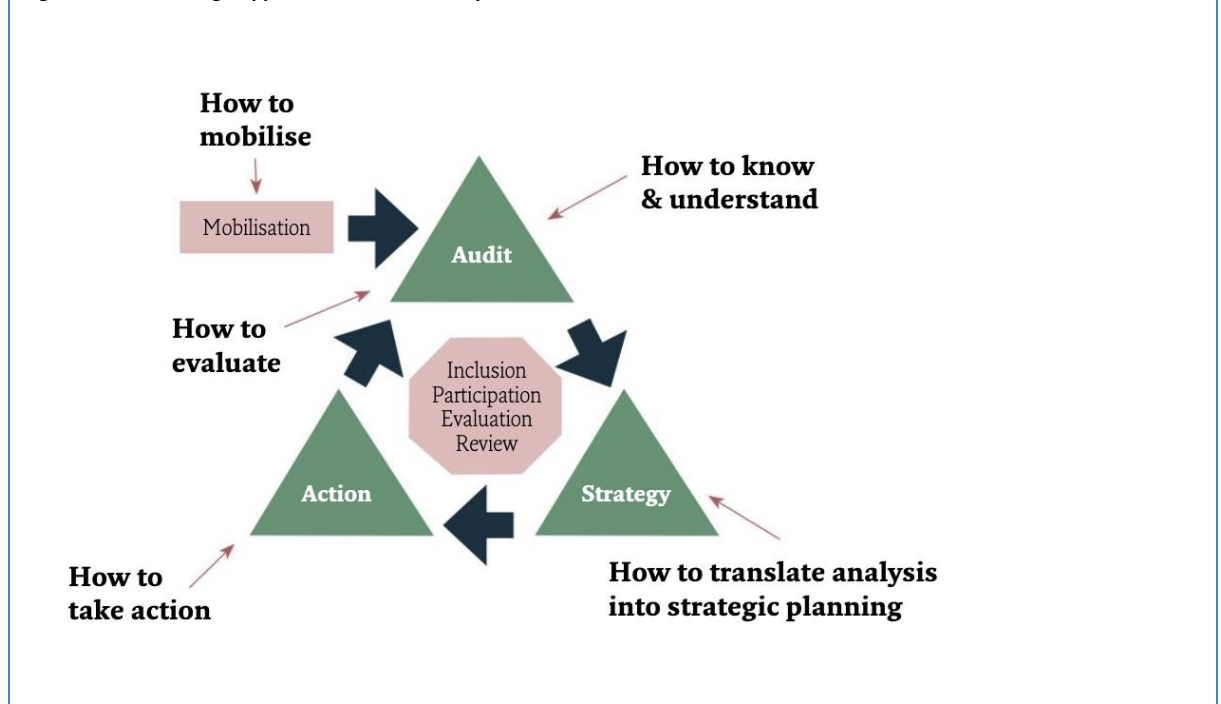 How to
mobilise
How to know
& understand
Mobilisation
Audit
How to
evaluate
Inclusion
Participation
Evaluation
Review
Action
Strategy
How to
take action
How to translate analysis
into strategic planning